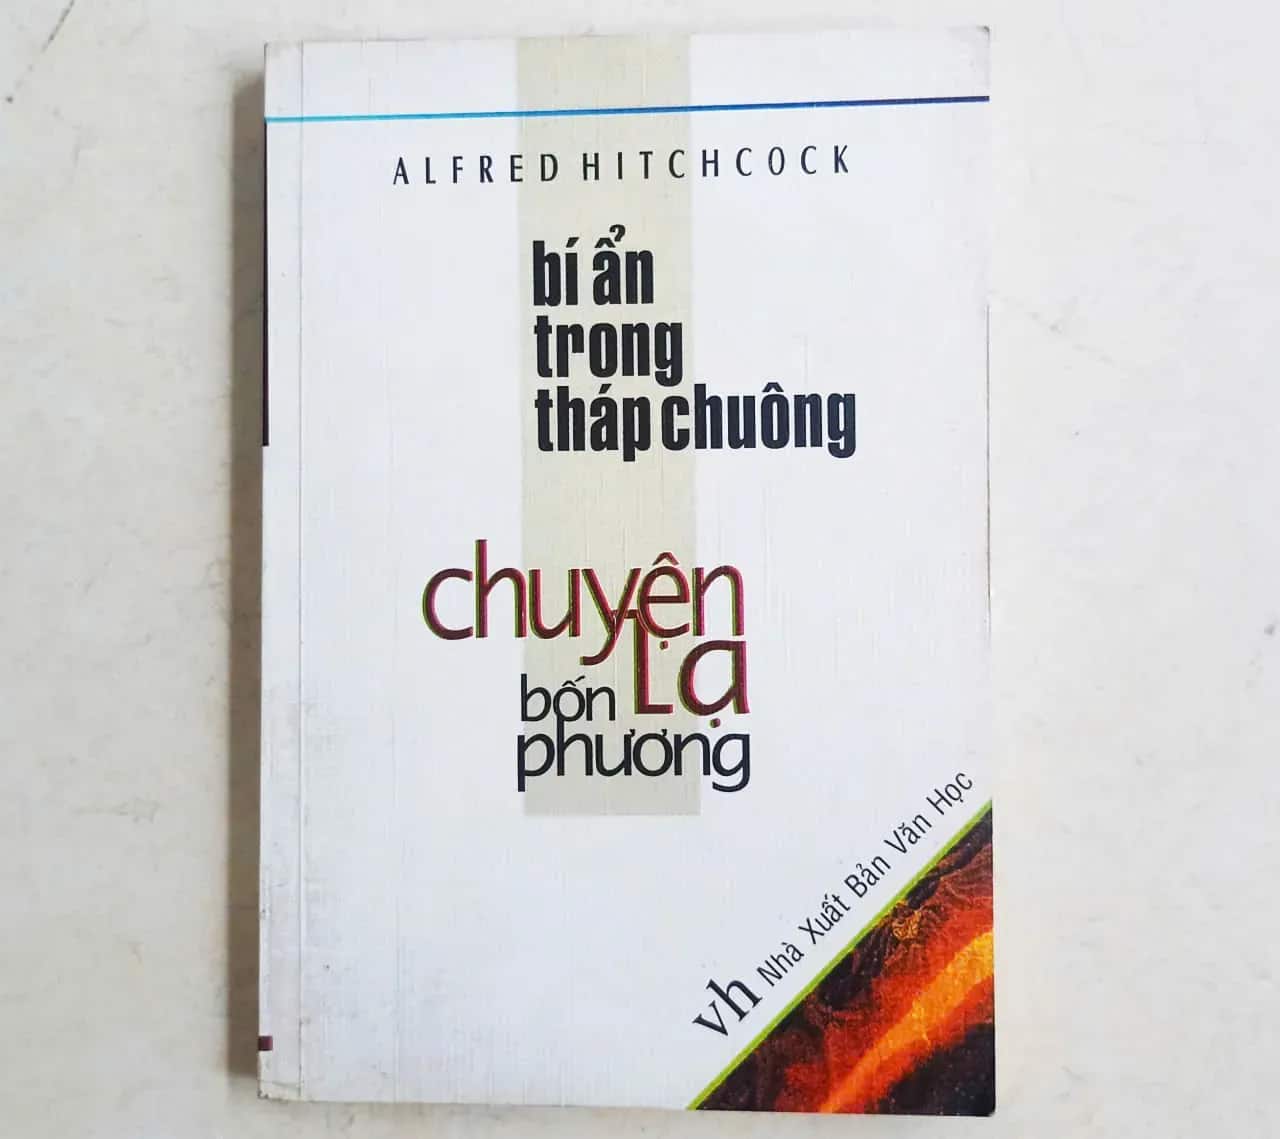 ALFRED HITCHCOCK
bí ẩn
trong
tháp chuông
chuyện
Lạ
bốn
phương
vh Nhà Xuất Bản Văn Học